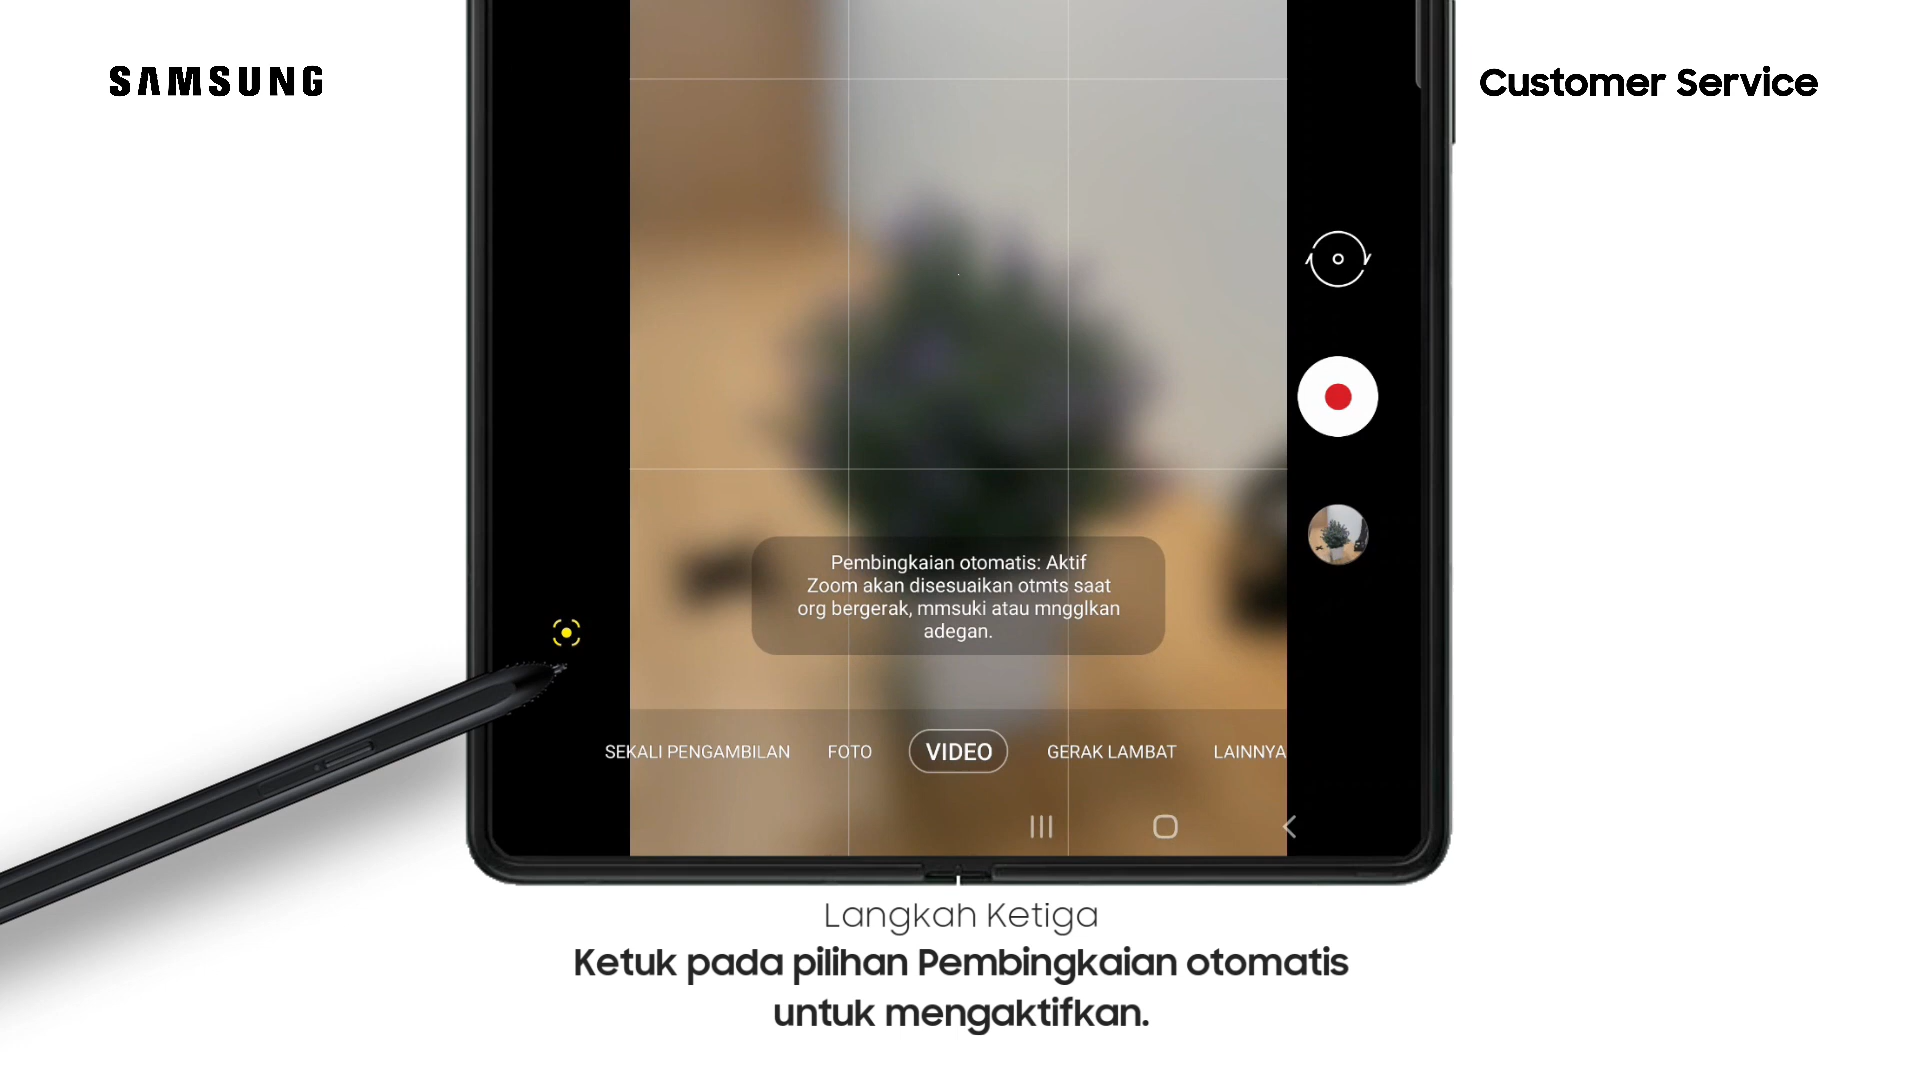 SAMSUNG
Customer Service
Pembingkaian otomatis: Aktif
Zoom akan disesuaikan otmts saat
org bergerak, mmsuki atau mngglkan
adegan.
SEKALI PENGAMBILAN FOTO VIDEO GERAK LAMBAT LAINNYA
Langkah Ketiga
Ketuk pada pilihan Pembingkaian otomatis
untuk mengaktifkan.